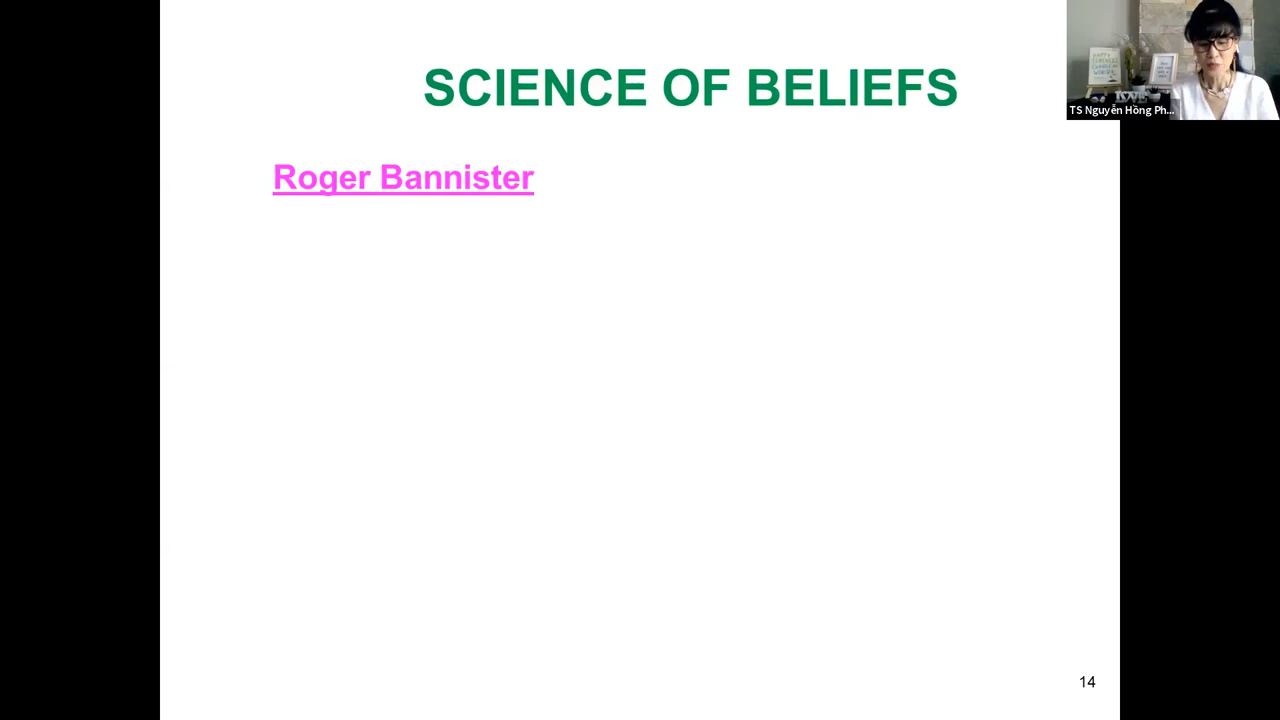 SCIENCE OF BELIEFS
TS Nguyễn Hồng Ph...
Roger Bannister
14